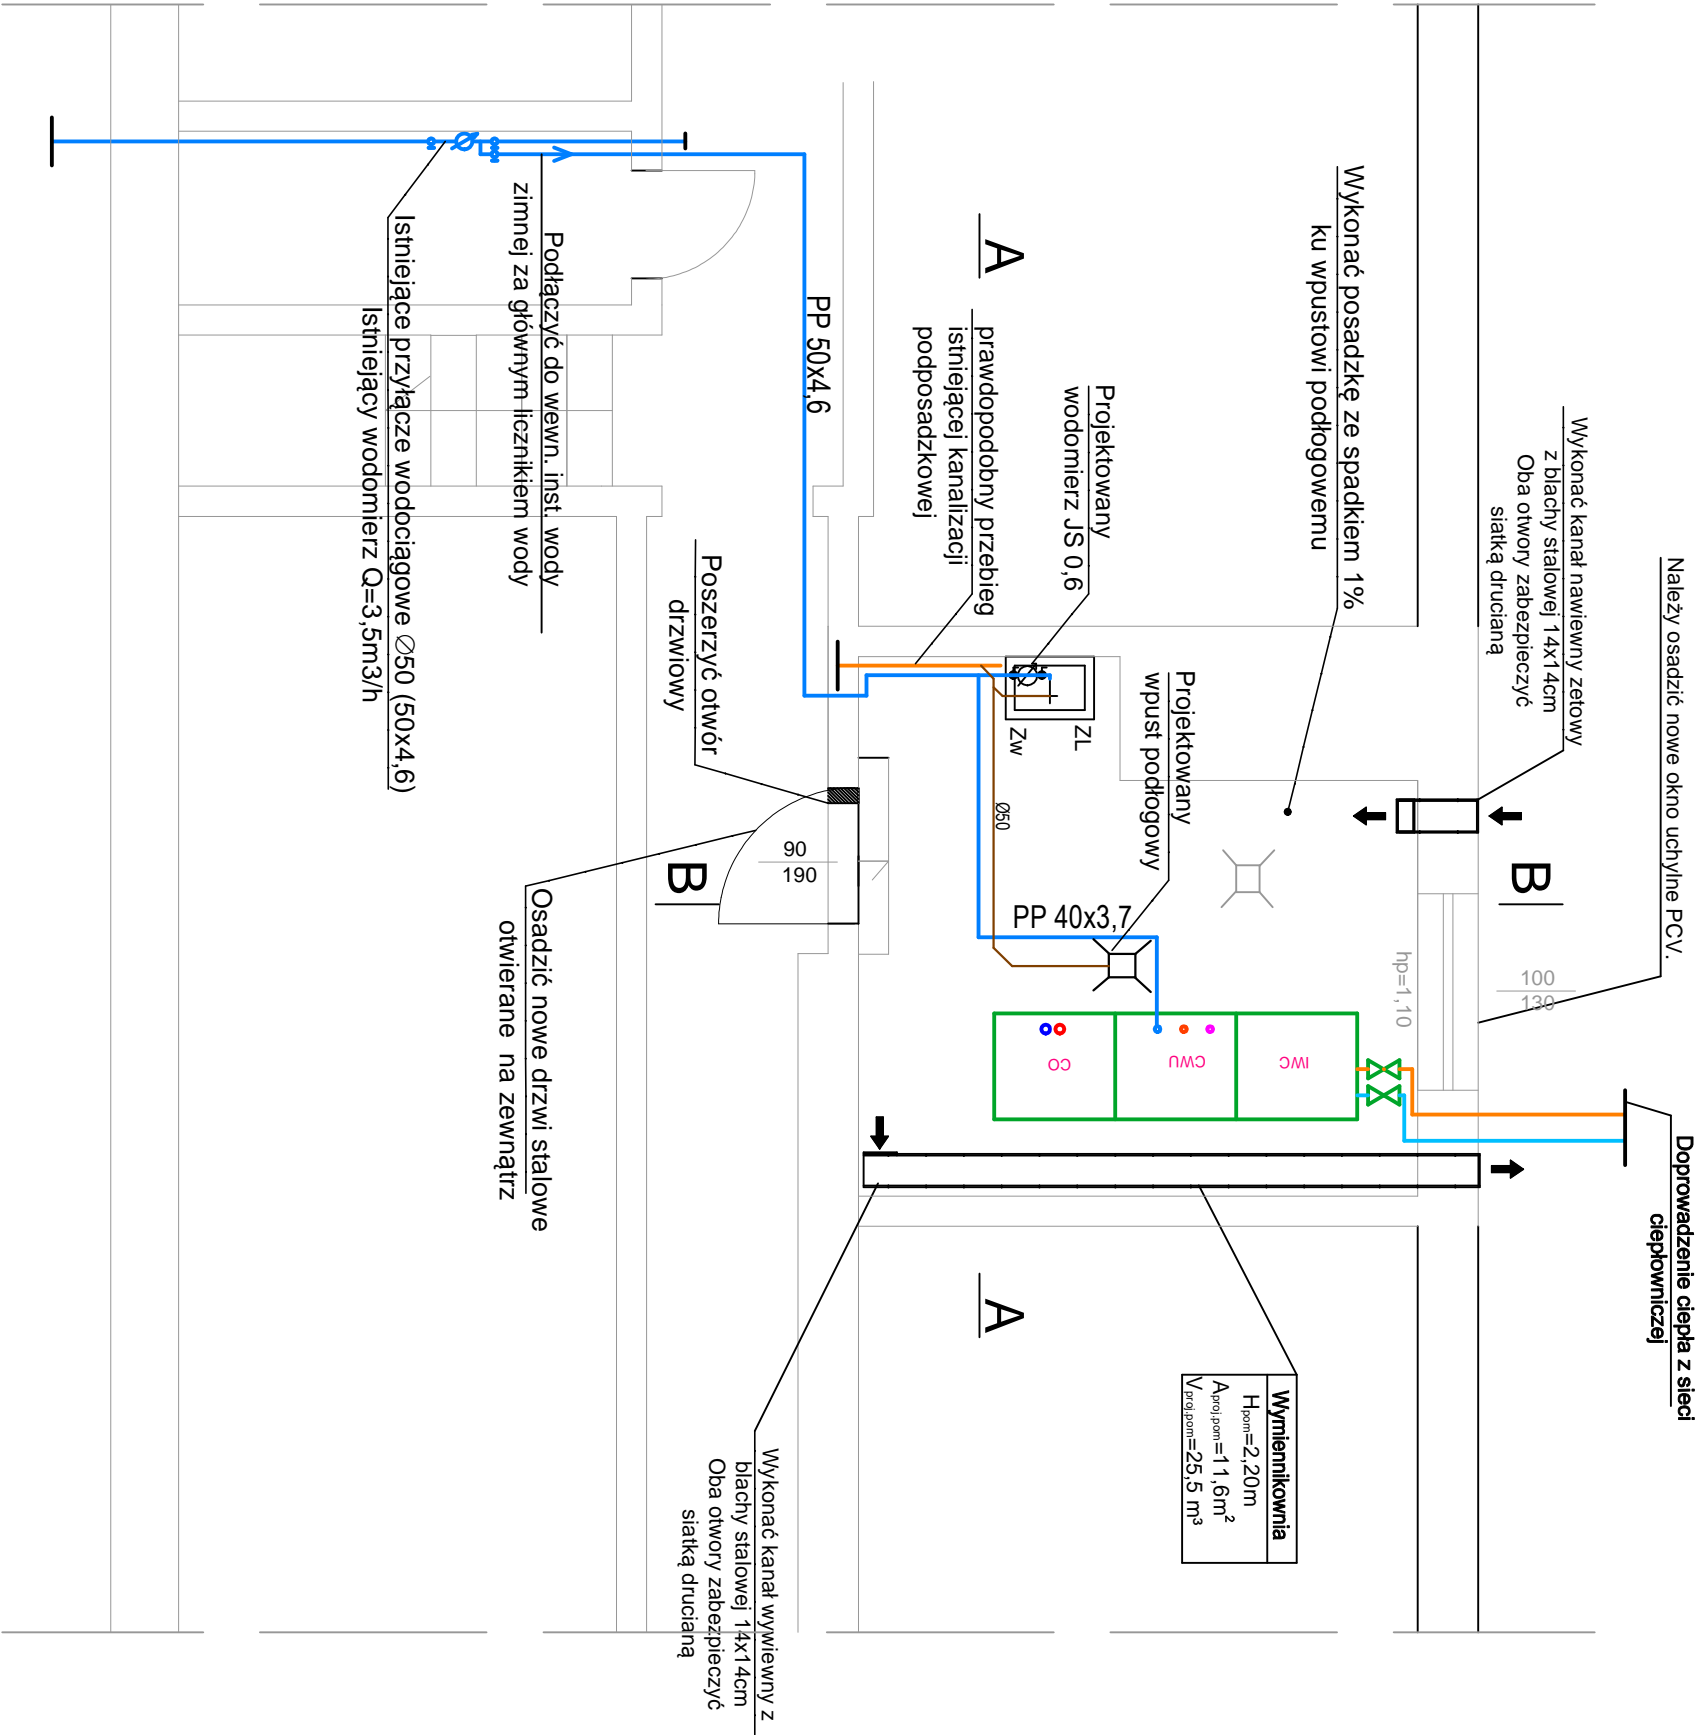 Należy osadzić nowe okno uchylne PCV.
Wykonać kanał nawiewny zetowy
z blachy stalowej 14x14cm
Oba otwory zabezpieczyć
siatką drucianą
Doprowadzenie ciepła z sieci
ciepłowniczej
Wykonać posadzkę ze spadkiem 1%
ku wpustowi podłogowemu
B
100
130
hp=1,10
Projektowany
wpust podłogowy
Projektowany
wodomierz JS 0,6
prawdopodobny przebieg
istniejącej kanalizacji
podposadzkowej
A
ZL
Zw
Ø50
PP 40x3,7
IWC
CWU
CO
A
Wymiennikownia
Hpom=2,20m
Aproj.pom=11,6m²
Vproj.pom=25,5 m³
PP 50x4,6
90
190
B
Poszerzyć otwór
drzwiowy
Podłączyć do wewn. inst. wody
zimnej za głównym licznikiem wody
Osadzić nowe drzwi stalowe
otwierane na zewnątrz
Wykonać kanał wywiewny z
blachy stalowej 14x14cm
Oba otwory zabezpieczyć
siatką drucianą
Istniejące przyłącze wodociągowe ∅50 (50x4,6)
Istniejący wodomierz Q=3,5m3/h